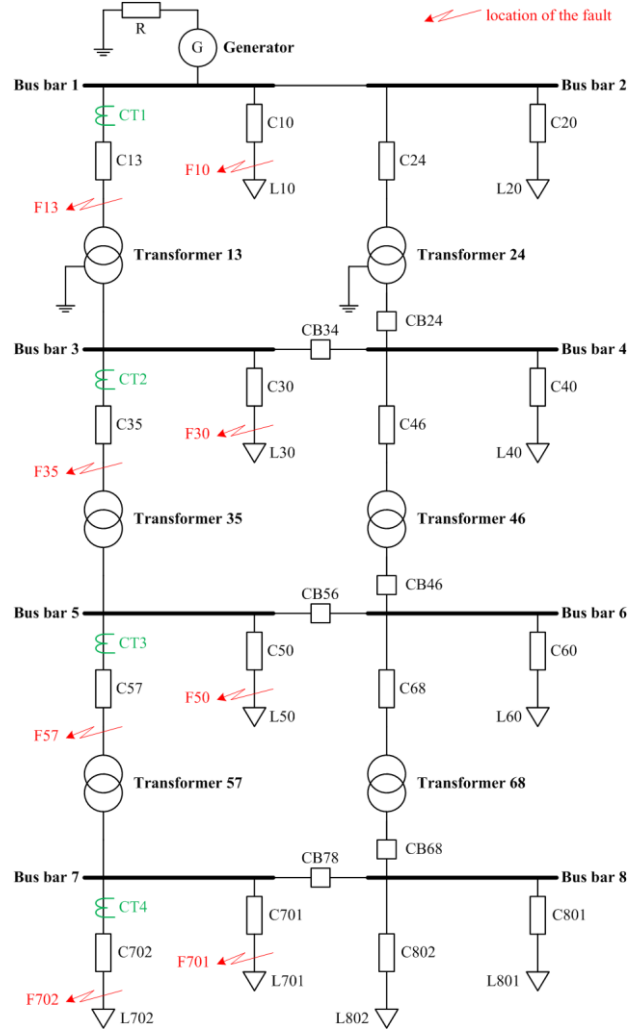 location of the fault
R
G
Generator
Bus bar 1
Bus bar 2
CT1
C10
C20
C13
C24
F10
L10
L20
F13
Transformer 13
Transformer 24
CB24
CB34
Bus bar 3
Bus bar 4
CT2
C30
C40
C35
C46
F30
L30
L40
F35
Transformer 35
Transformer 46
CB46
CB56
Bus bar 5
Bus bar 6
CT3
C50
C60
C57
C68
F50
L50
L60
F57
Transformer 57
Transformer 68
CB68
CB78
Bus bar 7
Bus bar 8
CT4
C701
C801
C702
C802
F701
L701
L801
F702
L702
L802